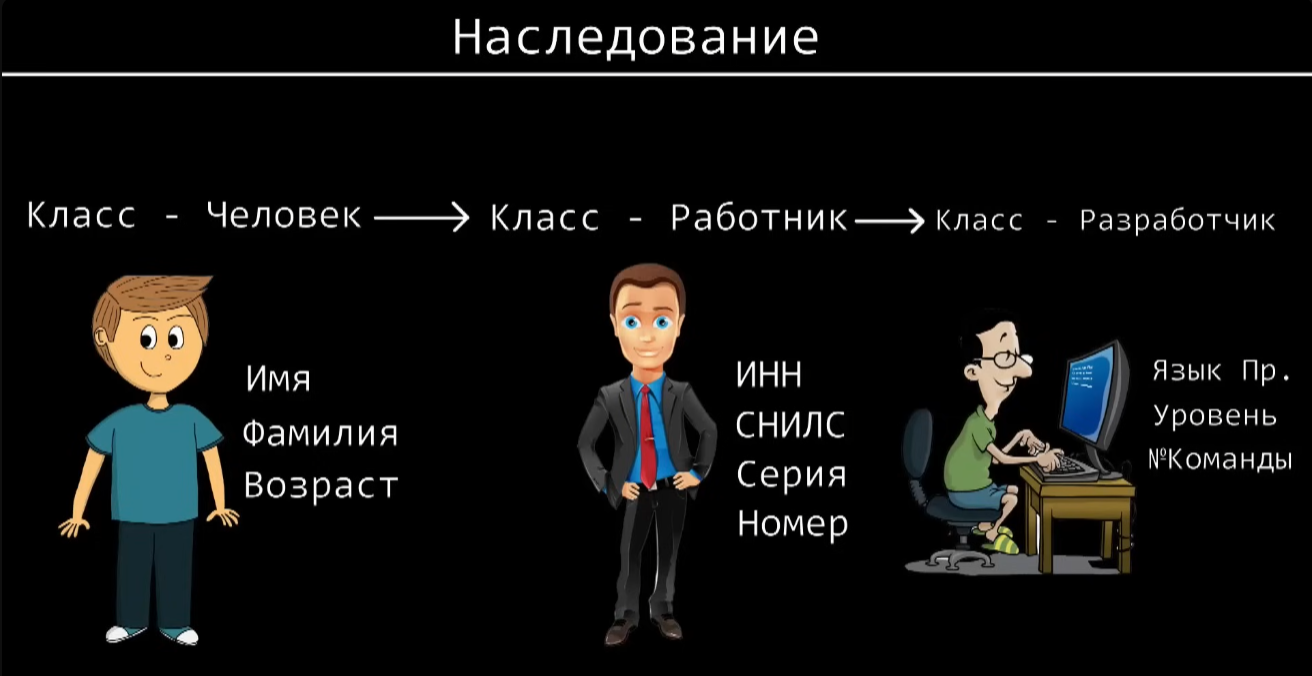 Наследование
Класс - Человек
Класс - Работник
Класс - Разработчик
Имя
Фамилия
Возраст
ИНН
СНИЛС
Серия
Номер
Язык Пр.
Уровень
№Команды